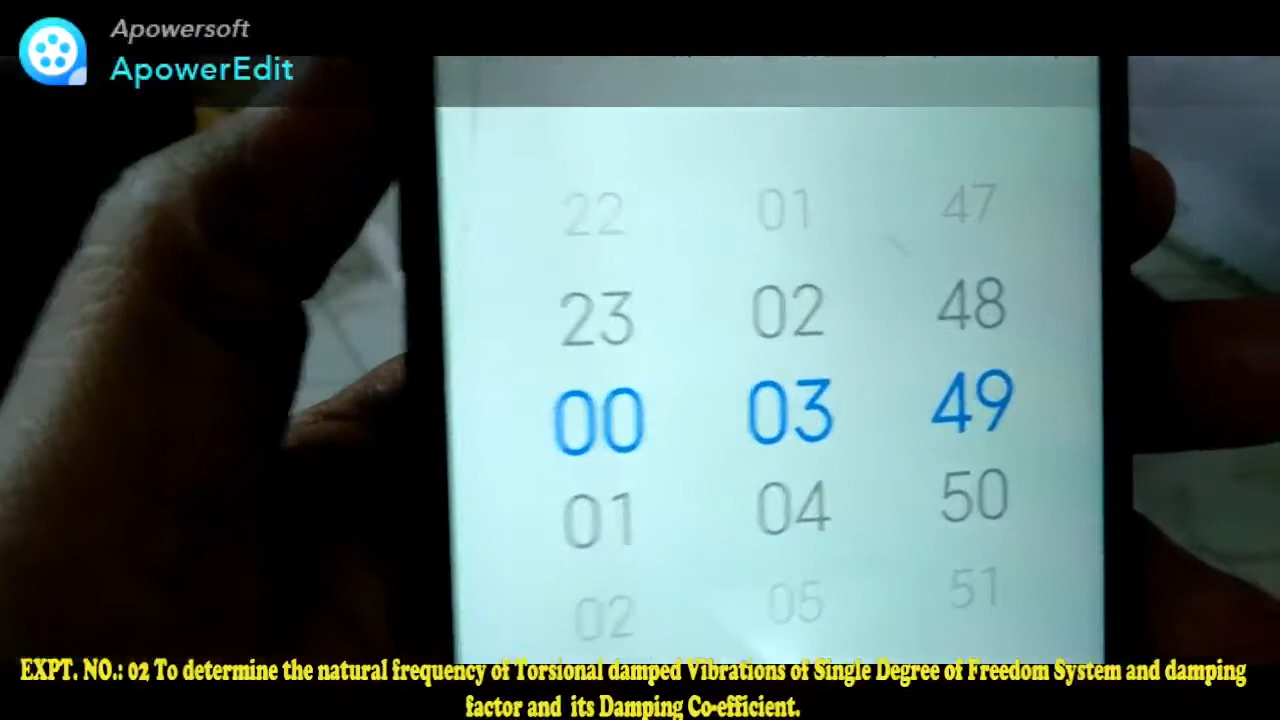 Apowersoft
ApowerEdit
22 01 47
23 02 48
00 03 49
01 04 50
02 05 51
EXPT. NO.: 02 To determine the natural frequency of Torsional damped Vibrations of Single Degree of Freedom System and damping
factor and its Damping Co-efficient.